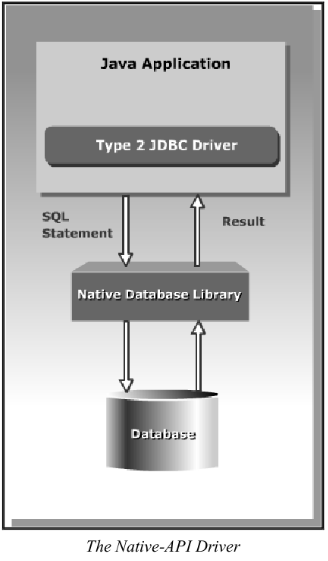 Java Application
Type 2 JDBC Driver
SQL
Statement
Result
Native Database Library
Database
The Native-API Driver